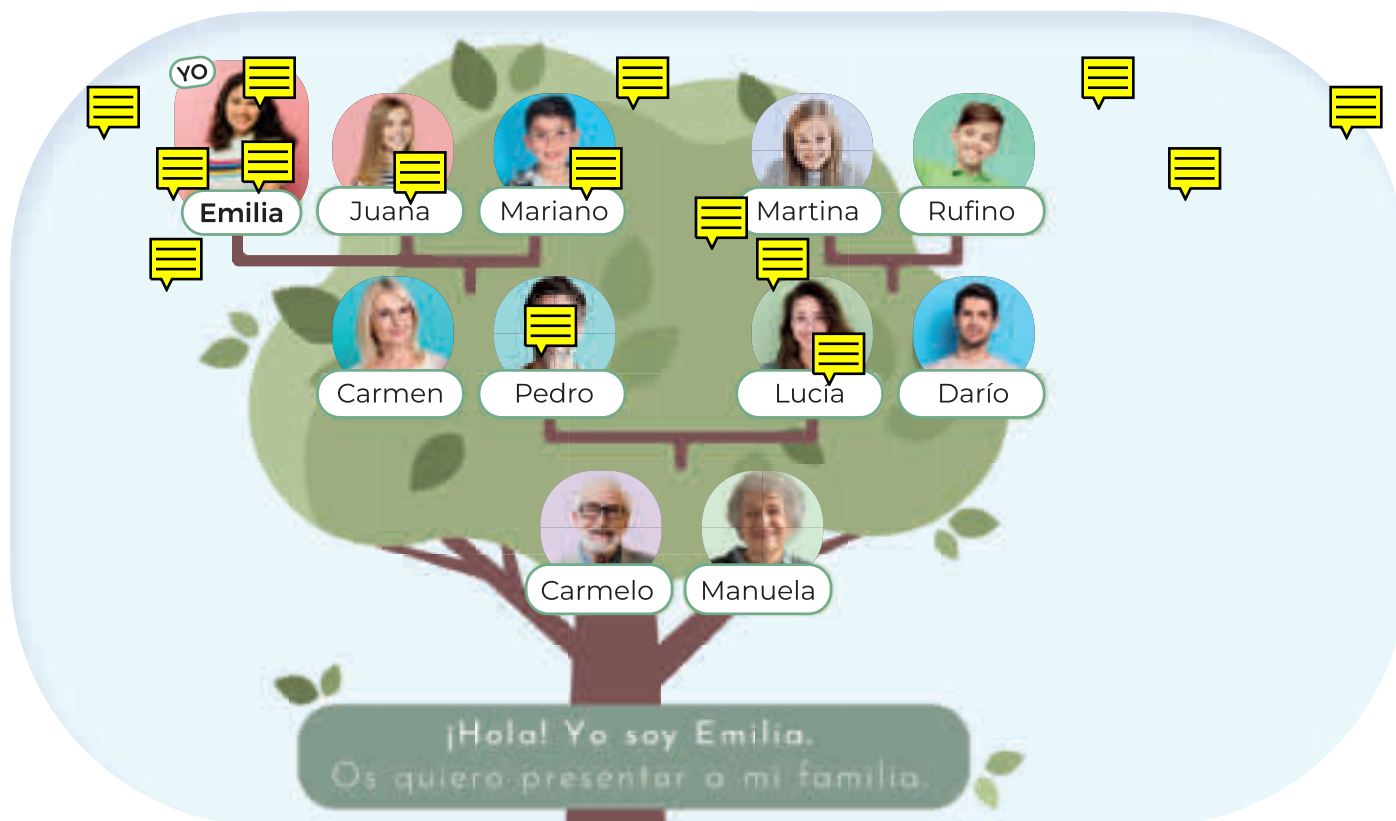 YO
Emilia
Juana
Mariano
Martina
Rufino
Carmen
Pedro
Lucía
Darío
Carmelo
Manuela
¡Hola! Yo soy Emilia.
Os quiero presentar a mi familia.